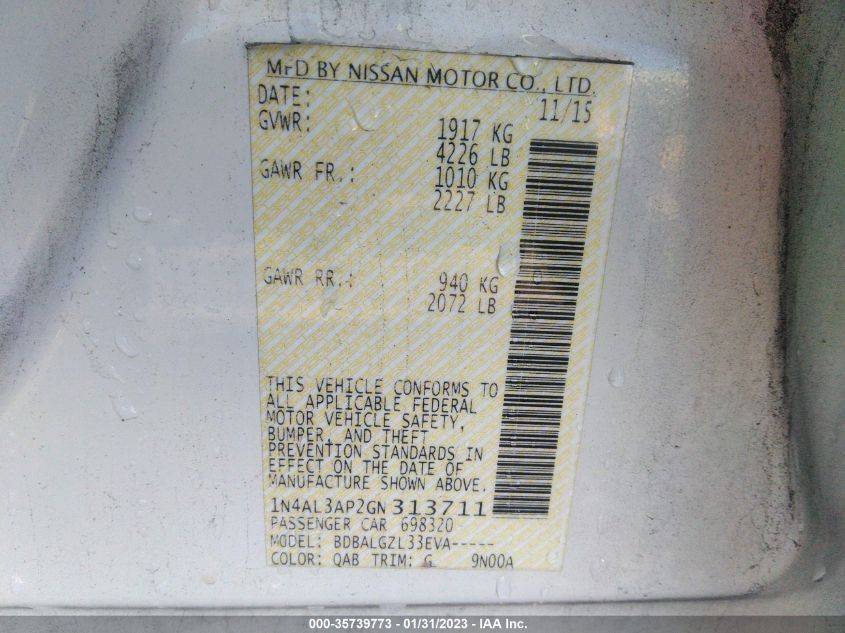 MFD BY NISSAN MOTOR CO., LTD.
DATE: 11/15
GVWR: 1917 KG
4226 LB
GAWR FR.: 1010 KG
2227 LB
GAWR RR.: 940 KG
2072 LB
THIS VEHICLE CONFORMS TO
ALL APPLICABLE FEDERAL
MOTOR VEHICLE SAFETY,
BUMPER, AND THEFT
PREVENTION STANDARDS IN
EFFECT ON THE DATE OF
MANUFACTURE SHOWN ABOVE.
1N4AL3AP2GN313711
PASSENGER CAR 698320
MODEL: BDBALGZL33EVA-----
COLOR: QAB TRIM: G 9N00A
000-35739773 - 01/31/2023 - IAA Inc.